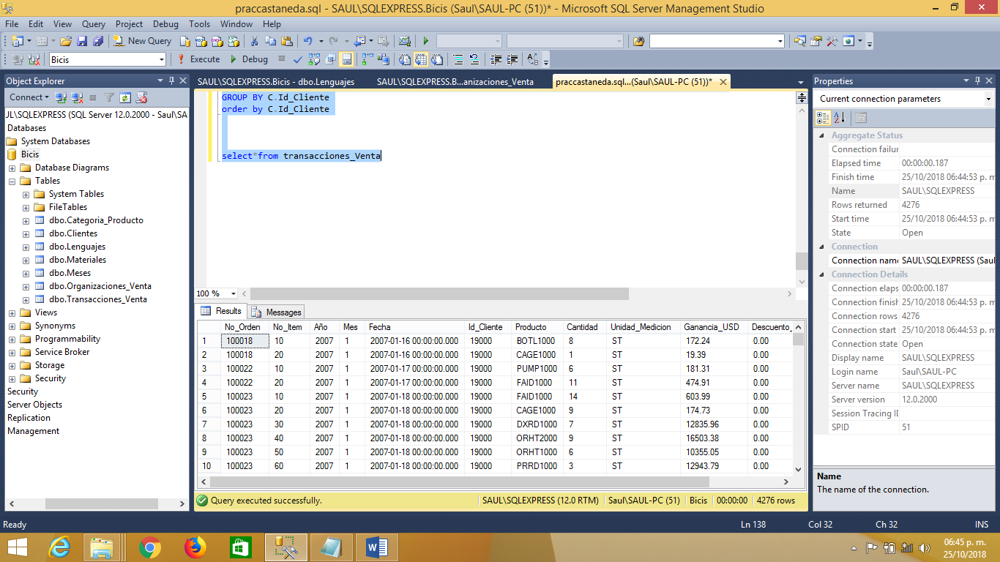 praccastaneda.sql - SAUL\SQLEXPRESS.Bicis (Saul\SAUL-PC (51))* - Microsoft SQL Server Management Studio
File Edit View Query Project Debug Tools Window Help
New Query
Bicis Execute Debug
Object Explorer
Connect
JL\SQLEXPRESS (SQL Server 12.0.2000 - Saul\SA
Databases
System Databases
Bicis
Database Diagrams
Tables
System Tables
FileTables
dbo.Categoria_Producto
dbo.Clientes
dbo.Lenguajes
dbo.Materiales
dbo.Meses
dbo.Organizaciones_Venta
dbo.Transacciones_Venta
Views
Synonyms
Programmability
Service Broker
Storage
Security
Security
Server Objects
Replication
Management
SAUL\SQLEXPRESS.Bicis - dbo.Lenguajes SAUL\SQLEXPRESS.B...anizaciones_Venta praccastaneda.sql...(Saul\SAUL-PC (51))*
GROUP BY C.Id_Cliente
order by C.Id_Cliente
select*from transacciones_Venta
100 %
Results Messages
No_Orden No_Item Año Mes Fecha Id_Cliente Producto Cantidad Unidad_Medicion Ganancia_USD Descuento_
1 100018 10 2007 1 2007-01-16 00:00:00.000 19000 BOTL1000 8 ST 172.24 0.00
2 100018 20 2007 1 2007-01-16 00:00:00.000 19000 CAGE1000 1 ST 19.39 0.00
3 100022 10 2007 1 2007-01-17 00:00:00.000 19000 PUMP1000 6 ST 181.31 0.00
4 100022 20 2007 1 2007-01-17 00:00:00.000 19000 FAID1000 11 ST 474.91 0.00
5 100023 10 2007 1 2007-01-18 00:00:00.000 19000 FAID1000 14 ST 603.99 0.00
6 100023 20 2007 1 2007-01-18 00:00:00.000 19000 CAGE1000 9 ST 174.73 0.00
7 100023 30 2007 1 2007-01-18 00:00:00.000 19000 DXRD1000 7 ST 12835.96 0.00
8 100023 40 2007 1 2007-01-18 00:00:00.000 19000 ORHT2000 9 ST 16503.38 0.00
9 100023 50 2007 1 2007-01-18 00:00:00.000 19000 ORHT1000 6 ST 10355.05 0.00
10 100023 60 2007 1 2007-01-18 00:00:00.000 19000 PRRD1000 3 ST 12943.79 0.00
Query executed successfully. SAUL\SQLEXPRESS (12.0 RTM) Saul\SAUL-PC (51) Bicis 00:00:00 4276 rows
Properties
Current connection parameters
Aggregate Status
Connection failur
Elapsed time 00:00:00.187
Finish time 25/10/2018 06:44:53 p. m
Name SAUL\SQLEXPRESS
Rows returned 4276
Start time 25/10/2018 06:44:53 p. m
State Open
Connection
Connection name SAUL\SQLEXPRESS (Saul
Connection Details
Connection elaps 00:00:00.187
Connection finish 25/10/2018 06:44:53 p. m
Connection rows 4276
Connection start 25/10/2018 06:44:53 p. m
Connection state Open
Display name SAUL\SQLEXPRESS
Login name Saul\SAUL-PC
Server name SAUL\SQLEXPRESS
Server version 12.0.2000
Session Tracing ID
SPID 51
Name
The name of the connection.
Ready Ln 138 Col 32 Ch 32 INS
06:45 p. m.
25/10/2018